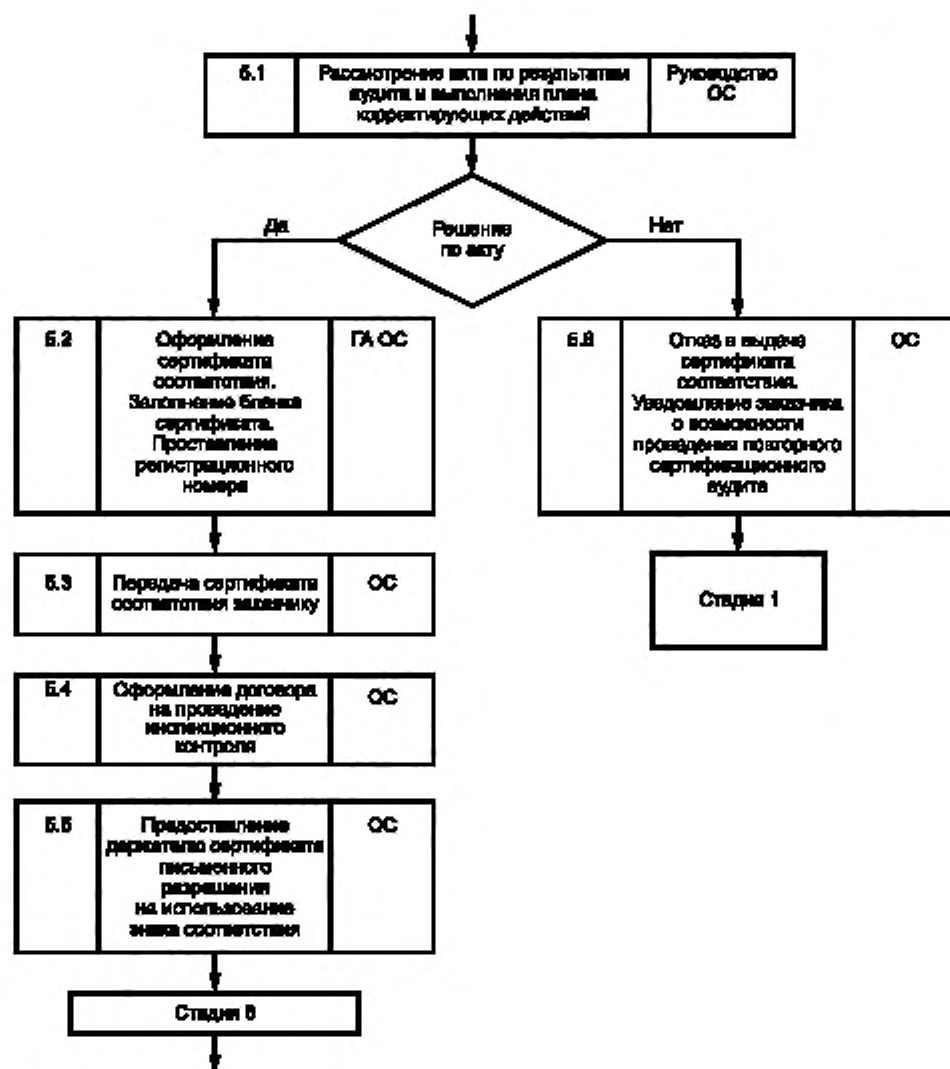 5.1
Рассмотрение акта по результатам
аудита и выполнения плана
корректирующих действий
Руководство
ОС
Решение
по акту
Да
Нет
5.2
Оформление
сертификата
соответствия.
Заполнение бланка
сертификата.
Проставление
регистрационного
номера
ГА ОС
Отказ в выдаче
сертификата
соответствия.
Уведомление заказчика
о возможности
проведения повторного
сертификационного
аудита
ОС
5.3
Передача сертификата
соответствия заказчику
ОС
Стадия 1
5.4
Оформление договора
на проведение
инспекционного
контроля
ОС
5.5
Предоставление
держателю сертификата
письменного
разрешения
на использование
знака соответствия
ОС
Стадия